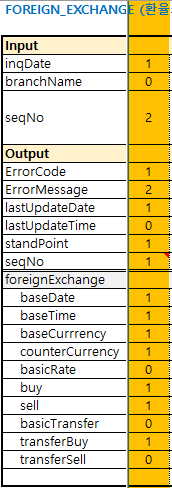 FOREIGN_EXCHANGE (환율
Input
inqDate 1
branchName 0
seqNo 2
Output
ErrorCode 1
ErrorMessage 2
lastUpdateDate 1
lastUpdateTime 0
standPoint 1
seqNo 1
foreignExchange
baseDate 1
baseTime 1
baseCurrrency 1
counterCurrency 1
basicRate 0
buy 1
sell 1
basicTransfer 0
transferBuy 1
transferSell 0